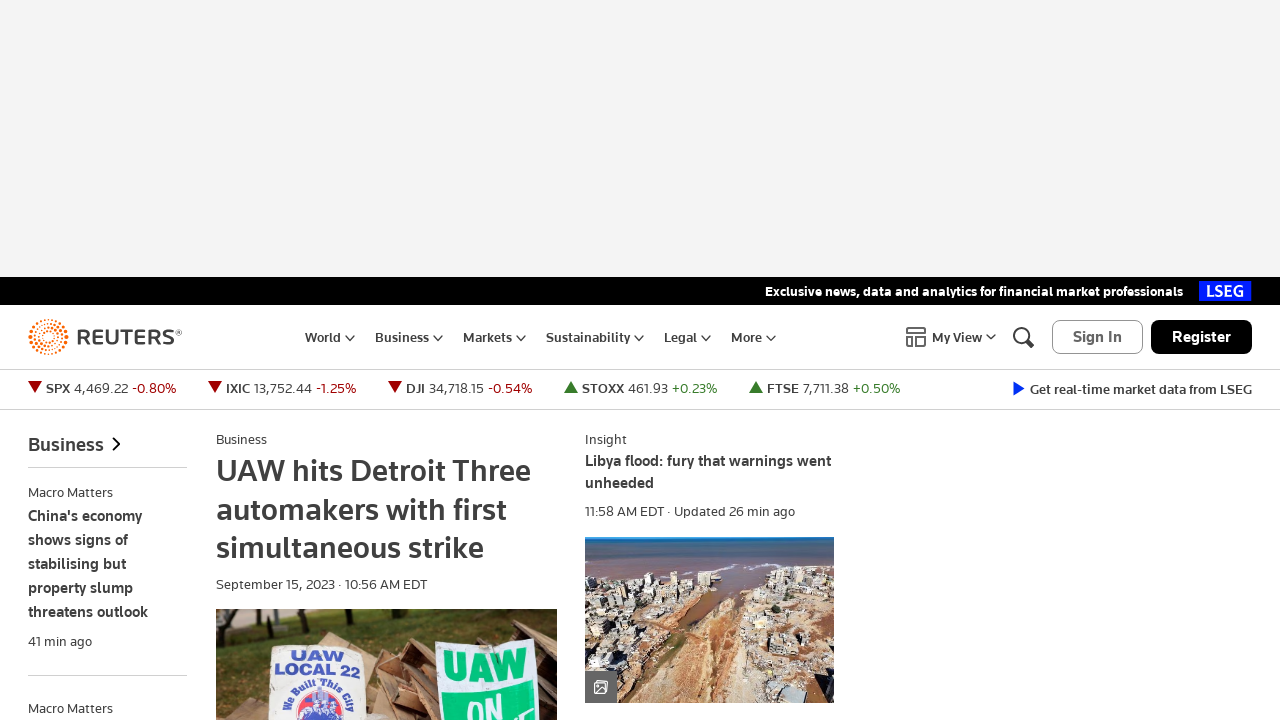 Exclusive news, data and analytics for financial market professionals
LSEG
REUTERS®
World
Business
Markets
Sustainability
Legal
More
My View
Sign In
Register
SPX 4,469.22 -0.80%
IXIC 13,752.44 -1.25%
DJI 34,718.15 -0.54%
STOXX 461.93 +0.23%
FTSE 7,711.38 +0.50%
Get real-time market data from LSEG
Business
Macro Matters
China's economy
shows signs of
stabilising but
property slump
threatens outlook
41 min ago
Macro Matters
Business
UAW hits Detroit Three
automakers with first
simultaneous strike
September 15, 2023 · 10:56 AM EDT
UAW
LOCAL 22
We Built This City
UAW
ON
Insight
Libya flood: fury that warnings went
unheeded
11:58 AM EDT · Updated 26 min ago